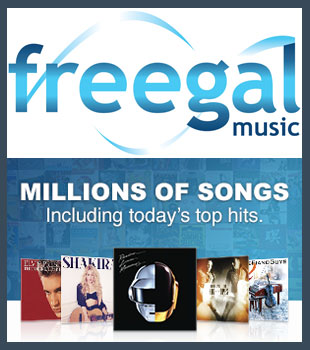 freegal
music
MILLIONS OF SONGS
Including today's top hits.
SHAKIRA